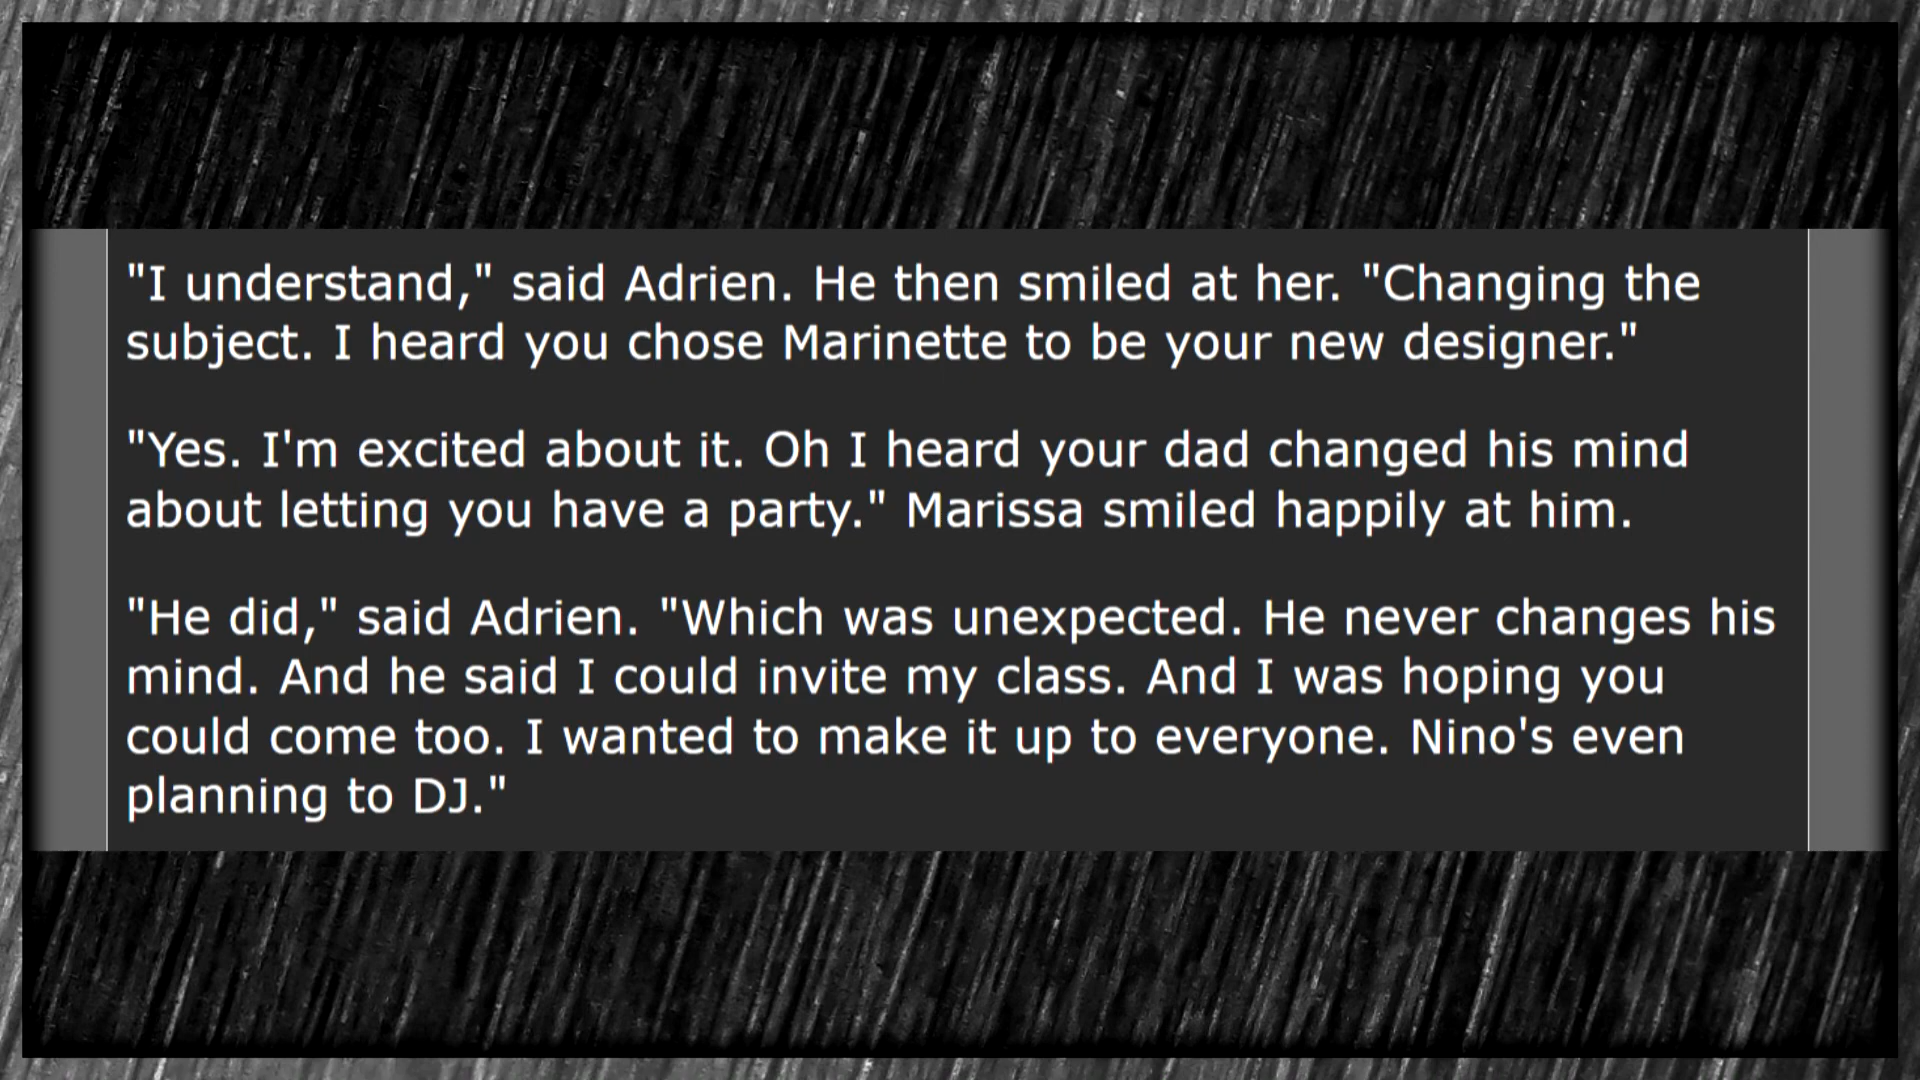 "I understand," said Adrien. He then smiled at her. "Changing the
subject. I heard you chose Marinette to be your new designer."
"Yes. I'm excited about it. Oh I heard your dad changed his mind
about letting you have a party." Marissa smiled happily at him.
"He did," said Adrien. "Which was unexpected. He never changes his
mind. And he said I could invite my class. And I was hoping you
could come too. I wanted to make it up to everyone. Nino's even
planning to DJ."